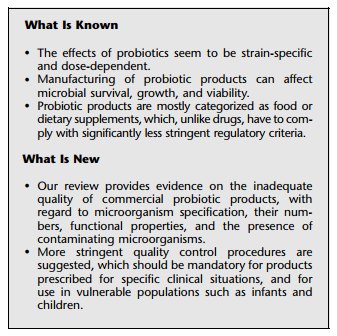 What Is Known
• The effects of probiotics seem to be strain-specific
and dose-dependent.
• Manufacturing of probiotic products can affect
microbial survival, growth, and viability.
• Probiotic products are mostly categorized as food or
dietary supplements, which, unlike drugs, have to com-
ply with significantly less stringent regulatory criteria.
What Is New
• Our review provides evidence on the inadequate
quality of commercial probiotic products, with
regard to microorganism specification, their num-
bers, functional properties, and the presence of
contaminating microorganisms.
• More stringent quality control procedures are
suggested, which should be mandatory for products
prescribed for specific clinical situations, and for
use in vulnerable populations such as infants and
children.